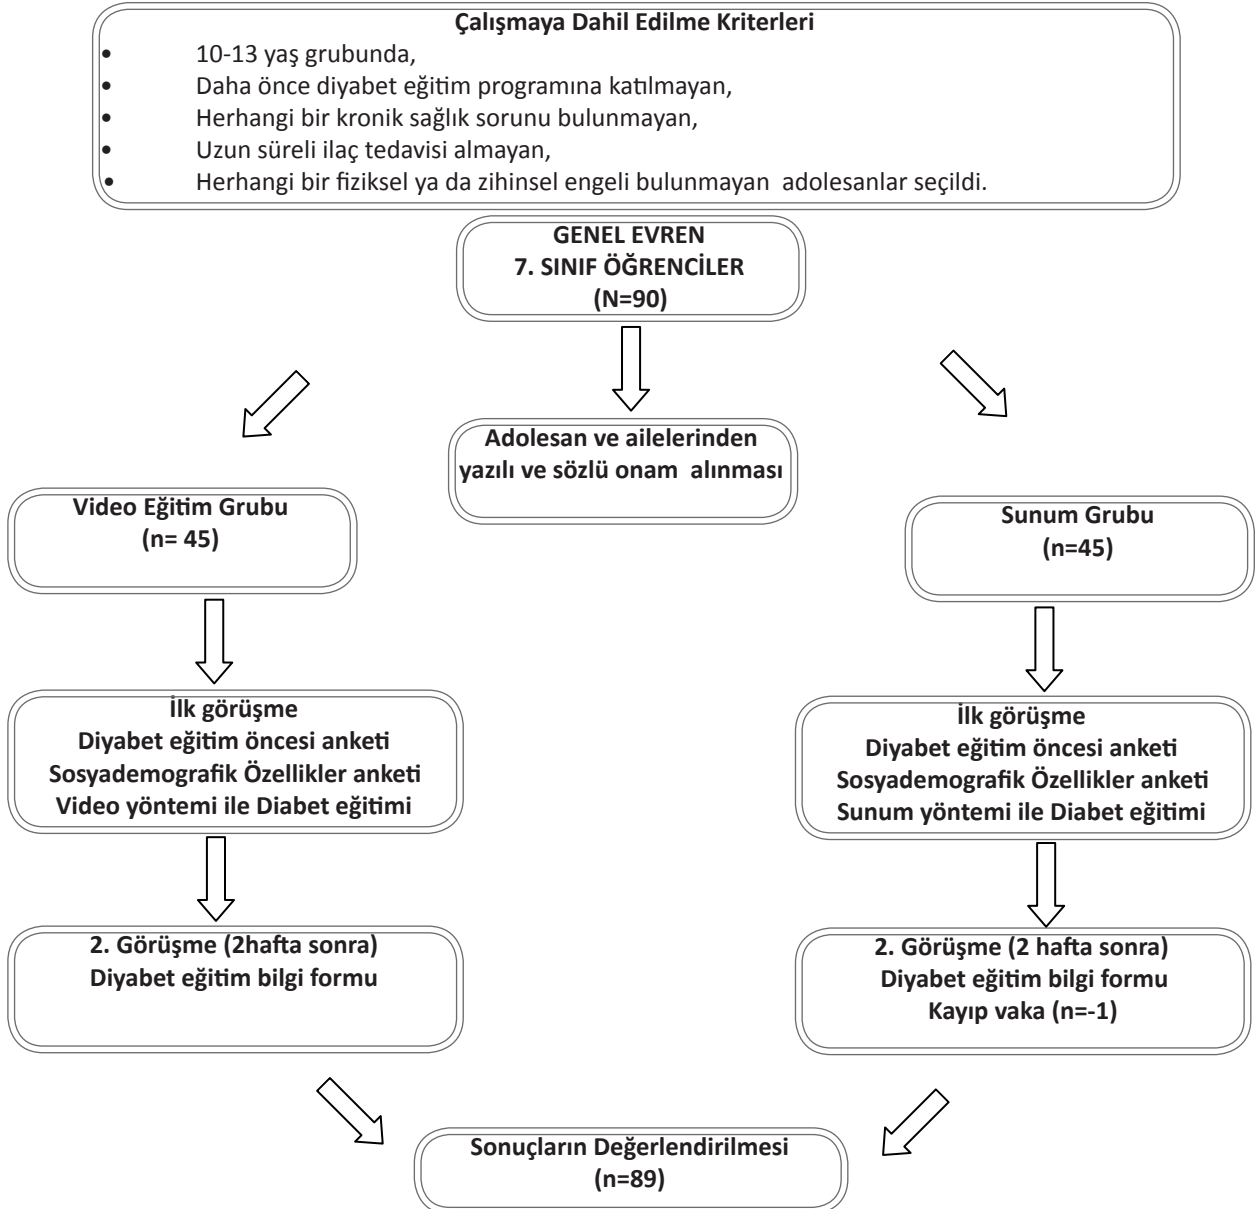 Çalışmaya Dahil Edilme Kriterleri
• 10-13 yaş grubunda,
• Daha önce diyabet eğitim programına katılmayan,
• Herhangi bir kronik sağlık sorunu bulunmayan,
• Uzun süreli ilaç tedavisi almayan,
• Herhangi bir fiziksel ya da zihinsel engeli bulunmayan adolesanlar seçildi.
GENEL EVREN
7. SINIF ÖĞRENCİLER
(N=90)
Adolesan ve ailelerinden
yazılı ve sözlü onam alınması
Video Eğitim Grubu
(n= 45)
Sunum Grubu
(n=45)
İlk görüşme
Diyabet eğitim öncesi anketi
Sosyademografik Özellikler anketi
Video yöntemi ile Diabet eğitimi
İlk görüşme
Diyabet eğitim öncesi anketi
Sosyademografik Özellikler anketi
Sunum yöntemi ile Diabet eğitimi
2. Görüşme (2hafta sonra)
Diyabet eğitim bilgi formu
2. Görüşme (2 hafta sonra)
Diyabet eğitim bilgi formu
Kayıp vaka (n=-1)
Sonuçların Değerlendirilmesi
(n=89)